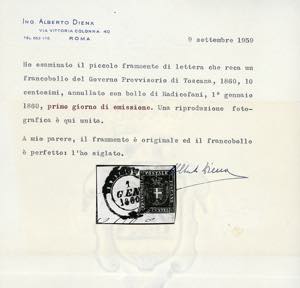 ING. ALBERTO DIENA
VIA VITTORIA COLONNA 40
ROMA
9 settembre 1959
Ho esaminato il piccolo frammento di lettera che reca un
francobollo del Governo Provvisorio di Toscana, 1860, 10
centesimi, annullato con bollo di Radicofani, 1° gennaio
1860, primo giorno di emissione. Una riproduzione foto-
grafica è qui unita.
A mio parere, il frammento è originale ed il francobollo
è perfetto: l'ho siglato.
Alberto Diena
1
GEN
1860
POSTALE